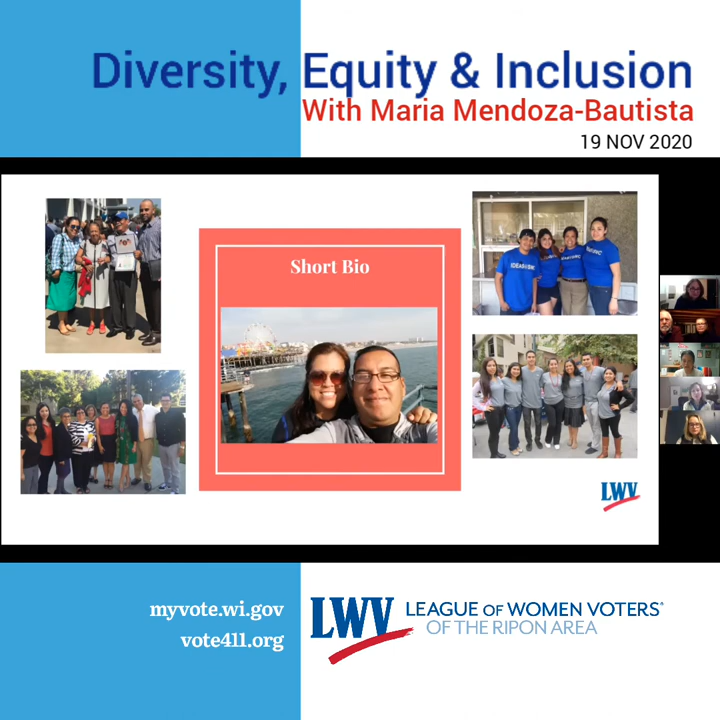 Diversity, Equity & Inclusion
With Maria Mendoza-Bautista
19 NOV 2020
Short Bio
LWV
myvote.wi.gov
vote411.org
LWV
LEAGUE OF WOMEN VOTERS®
OF THE RIPON AREA